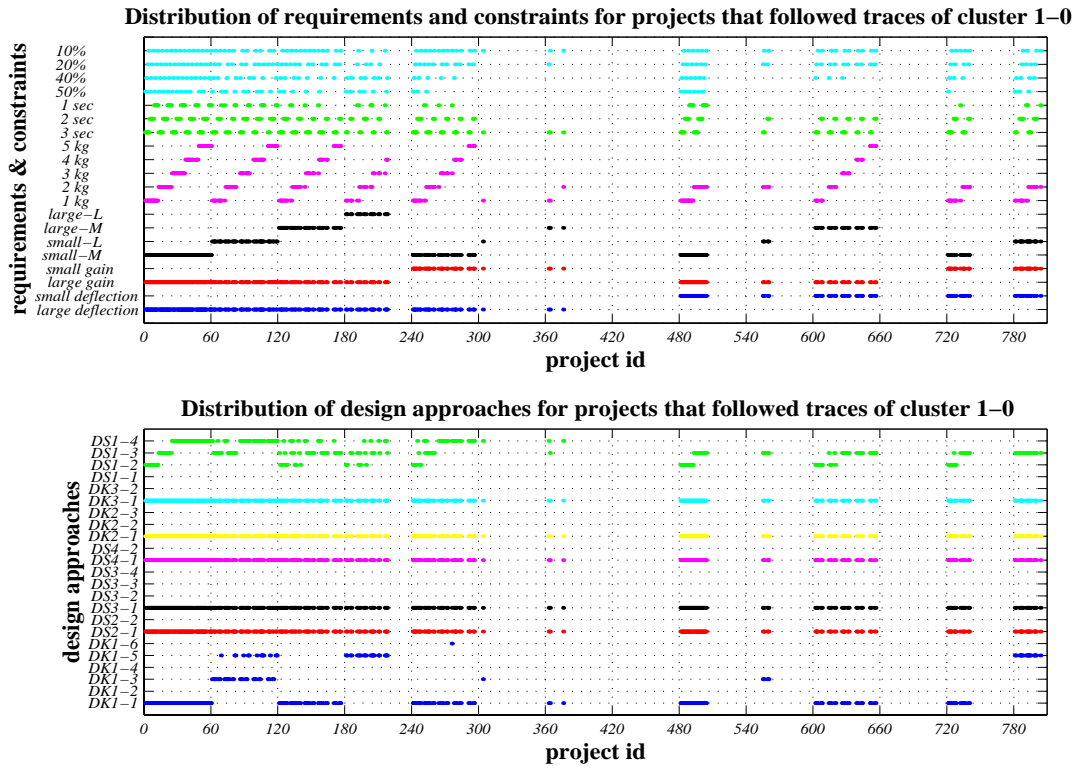 Distribution of requirements and constraints for projects that followed traces of cluster 1−0
requirements & constraints
10%
20%
40%
50%
1 sec
2 sec
3 sec
5 kg
4 kg
3 kg
2 kg
1 kg
large−L
large−M
small−L
small−M
small gain
large gain
small deflection
large deflection
0 60 120 180 240 300 360 420 480 540 600 660 720 780
project id
Distribution of design approaches for projects that followed traces of cluster 1−0
design approaches
DS1−4
DS1−3
DS1−2
DS1−1
DK3−2
DK3−1
DK2−3
DK2−2
DK2−1
DS4−2
DS4−1
DS3−4
DS3−3
DS3−2
DS3−1
DS2−2
DS2−1
DK1−6
DK1−5
DK1−4
DK1−3
DK1−2
DK1−1
0 60 120 180 240 300 360 420 480 540 600 660 720 780
project id